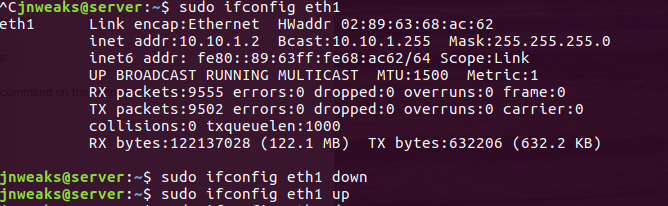 ^Cjnweaks@server:~$ sudo ifconfig eth1
eth1      Link encap:Ethernet  HWaddr 02:89:63:68:ac:62
          inet addr:10.10.1.2  Bcast:10.10.1.255  Mask:255.255.255.0
          inet6 addr: fe80::89:63ff:fe68:ac62/64 Scope:Link
          UP BROADCAST RUNNING MULTICAST  MTU:1500  Metric:1
command on the
          RX packets:9555 errors:0 dropped:0 overruns:0 frame:0
          TX packets:9502 errors:0 dropped:0 overruns:0 carrier:0
          collisions:0 txqueuelen:1000
          RX bytes:122137028 (122.1 MB)  TX bytes:632206 (632.2 KB)
jnweaks@server:~$ sudo ifconfig eth1 down
jnweaks@server:~$ sudo ifconfig eth1 up